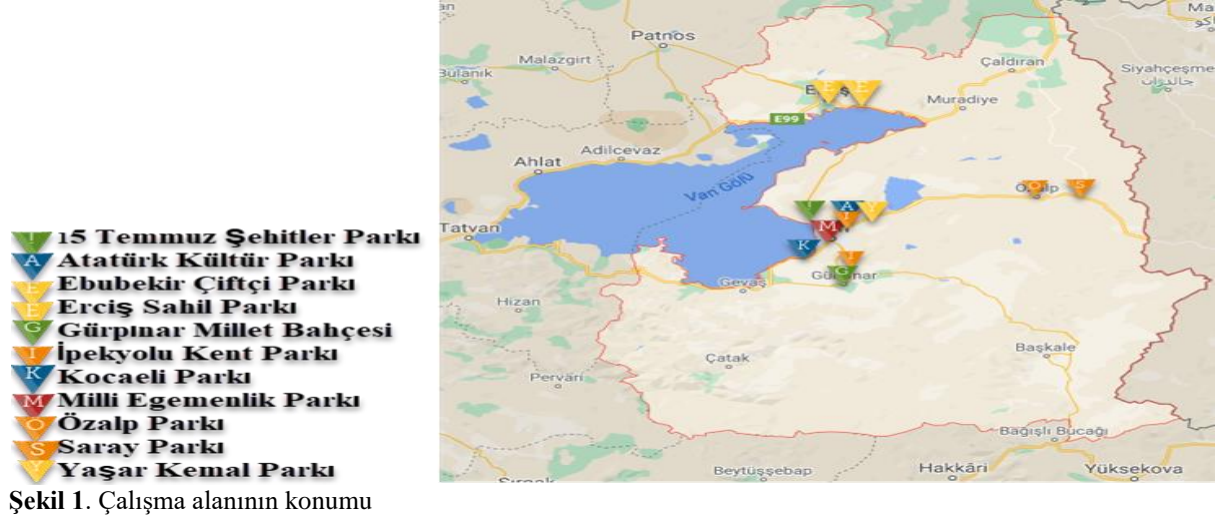 ! 15 Temmuz Şehitler Parkı
A Atatürk Kültür Parkı
E Ebubekir Çiftçi Parkı
E Erciş Sahil Parkı
G Gürpınar Millet Bahçesi
I İpekyolu Kent Parkı
K Kocaeli Parkı
M Milli Egemenlik Parkı
O Özalp Parkı
S Saray Parkı
Y Yaşar Kemal Parkı
Patnos
Malazgirt
Bulanık
Çaldıran
Siyahçeşme
E E
Muradiye
E99
Adilcevaz
Ahlat
Van Gölü
O S
Tatvan
! A Y
I
M
K
I
G
Gevaş
Hizan
Çatak
Başkale
Pervari
Bağışlı Bucağı
Beytüşşebap
Hakkâri
Yüksekova
Şekil 1. Çalışma alanının konumu